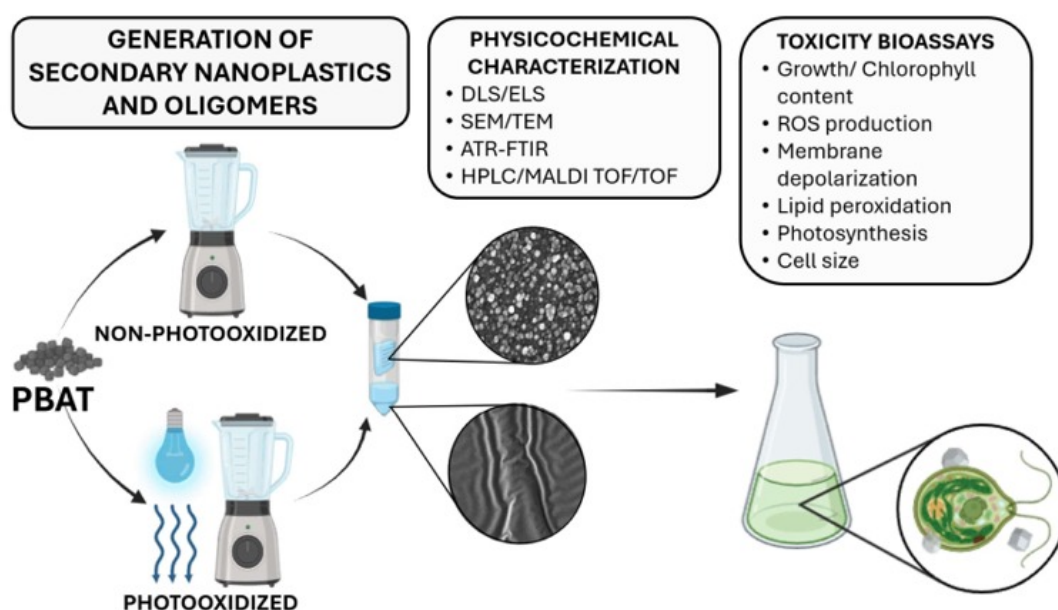 GENERATION OF
SECONDARY NANOPLASTICS
AND OLIGOMERS
PHYSICOCHEMICAL
CHARACTERIZATION
• DLS/ELS
• SEM/TEM
• ATR-FTIR
• HPLC/MALDI TOF/TOF
TOXICITY BIOASSAYS
• Growth/ Chlorophyll
content
• ROS production
• Membrane
depolarization
• Lipid peroxidation
• Photosynthesis
• Cell size
NON-PHOTOOXIDIZED
PBAT
PHOTOOXIDIZED